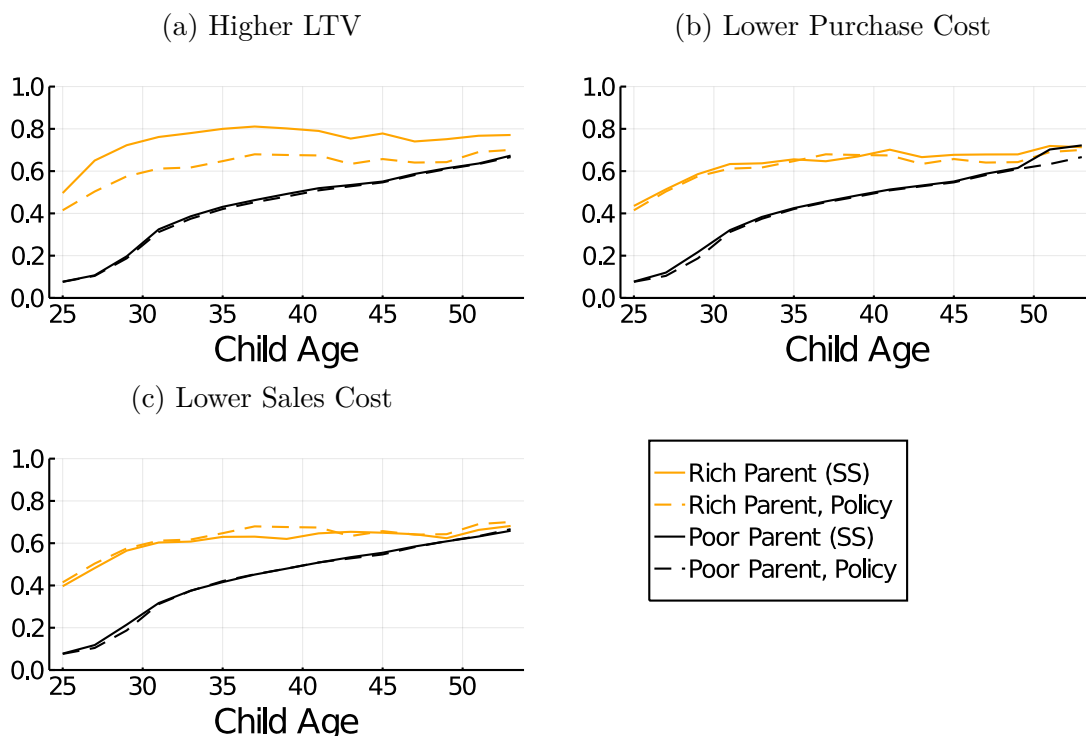 (a) Higher LTV
1.0
0.8
0.6
0.4
0.2
0.0
25 30 35 40 45 50
Child Age
(b) Lower Purchase Cost
1.0
0.8
0.6
0.4
0.2
0.0
25 30 35 40 45 50
Child Age
(c) Lower Sales Cost
1.0
0.8
0.6
0.4
0.2
0.0
25 30 35 40 45 50
Child Age
Rich Parent (SS)
Rich Parent, Policy
Poor Parent (SS)
Poor Parent, Policy